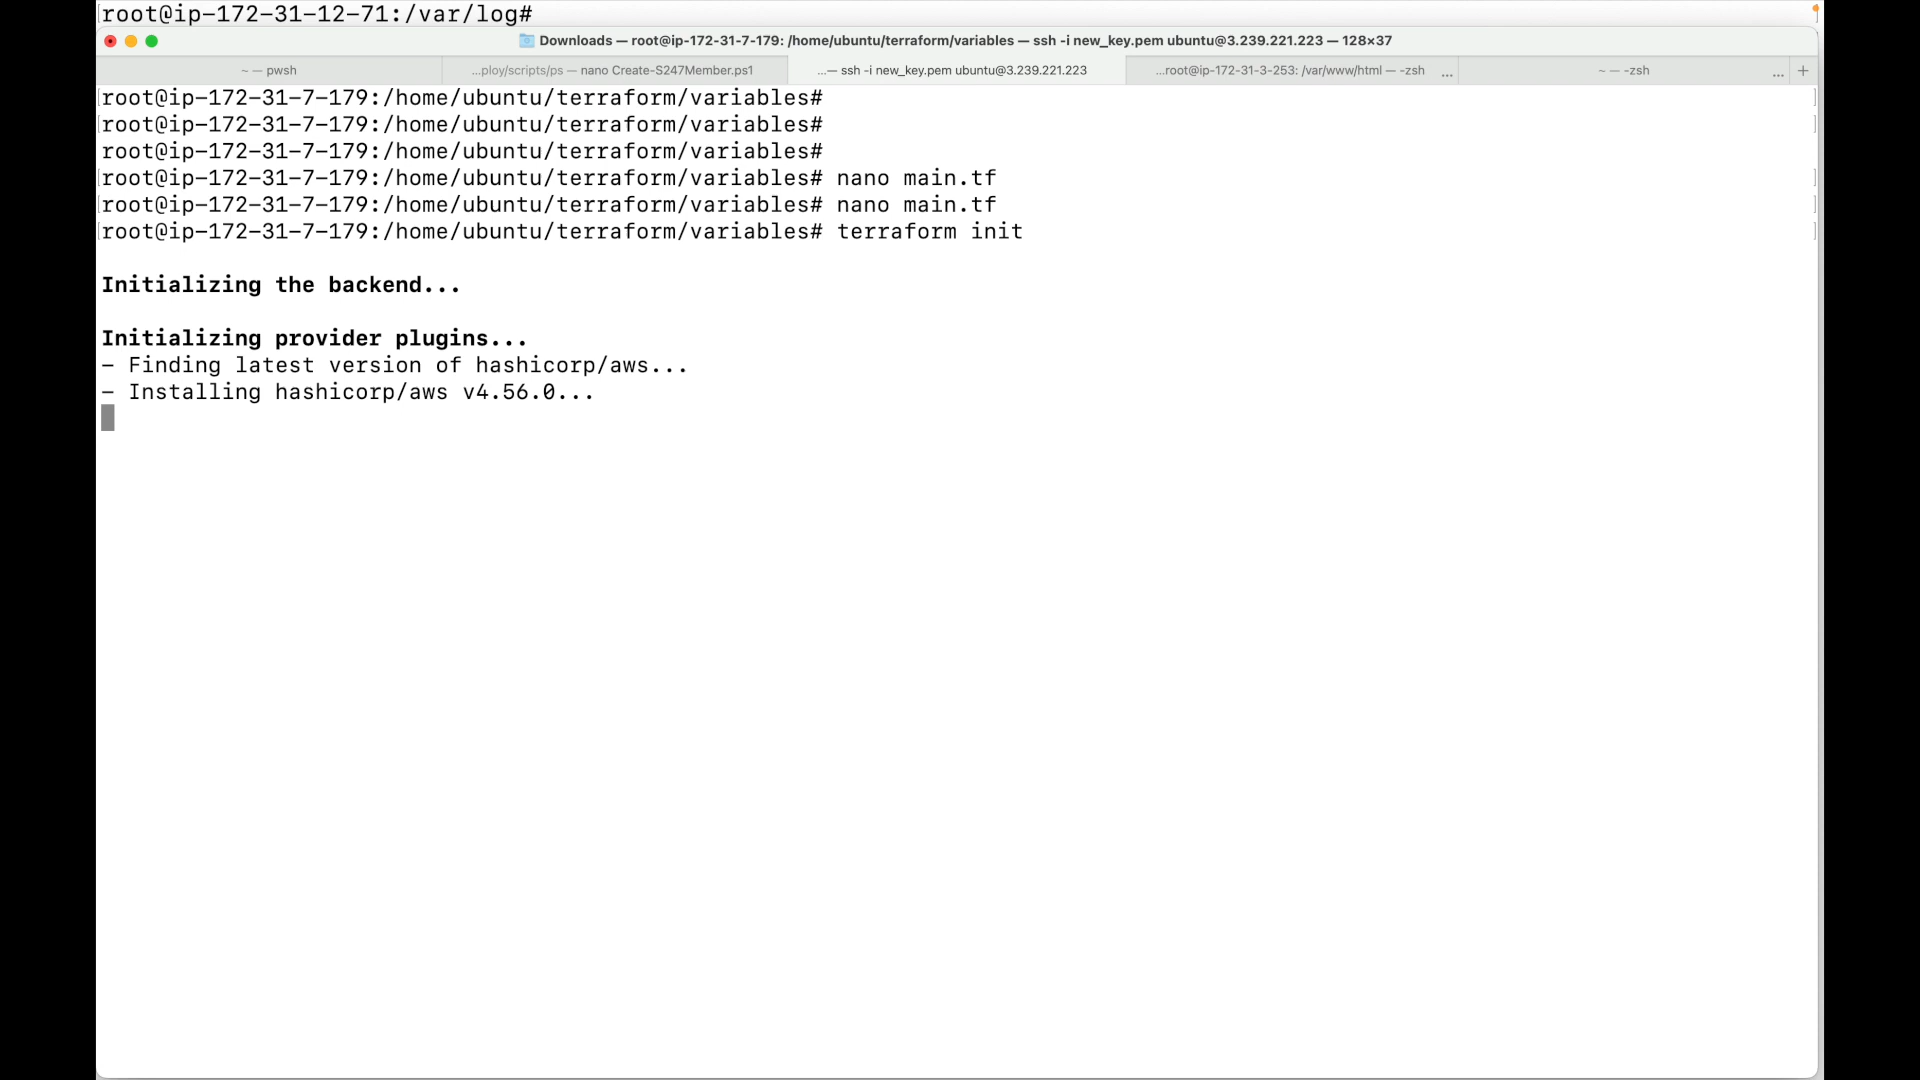 root@ip-172-31-12-71:/var/log#
Downloads — root@ip-172-31-7-179: /home/ubuntu/terraform/variables — ssh -i new_key.pem ubuntu@3.239.221.223 — 128×37
~ — pwsh
...ploy/scripts/ps — nano Create-S247Member.ps1
...— ssh -i new_key.pem ubuntu@3.239.221.223
...root@ip-172-31-3-253: /var/www/html — -zsh ...
~ — -zsh ...
+
[root@ip-172-31-7-179:/home/ubuntu/terraform/variables# ]
[root@ip-172-31-7-179:/home/ubuntu/terraform/variables# ]
root@ip-172-31-7-179:/home/ubuntu/terraform/variables#
[root@ip-172-31-7-179:/home/ubuntu/terraform/variables# nano main.tf ]
[root@ip-172-31-7-179:/home/ubuntu/terraform/variables# nano main.tf ]
[root@ip-172-31-7-179:/home/ubuntu/terraform/variables# terraform init ]
Initializing the backend...
Initializing provider plugins...
- Finding latest version of hashicorp/aws...
- Installing hashicorp/aws v4.56.0...